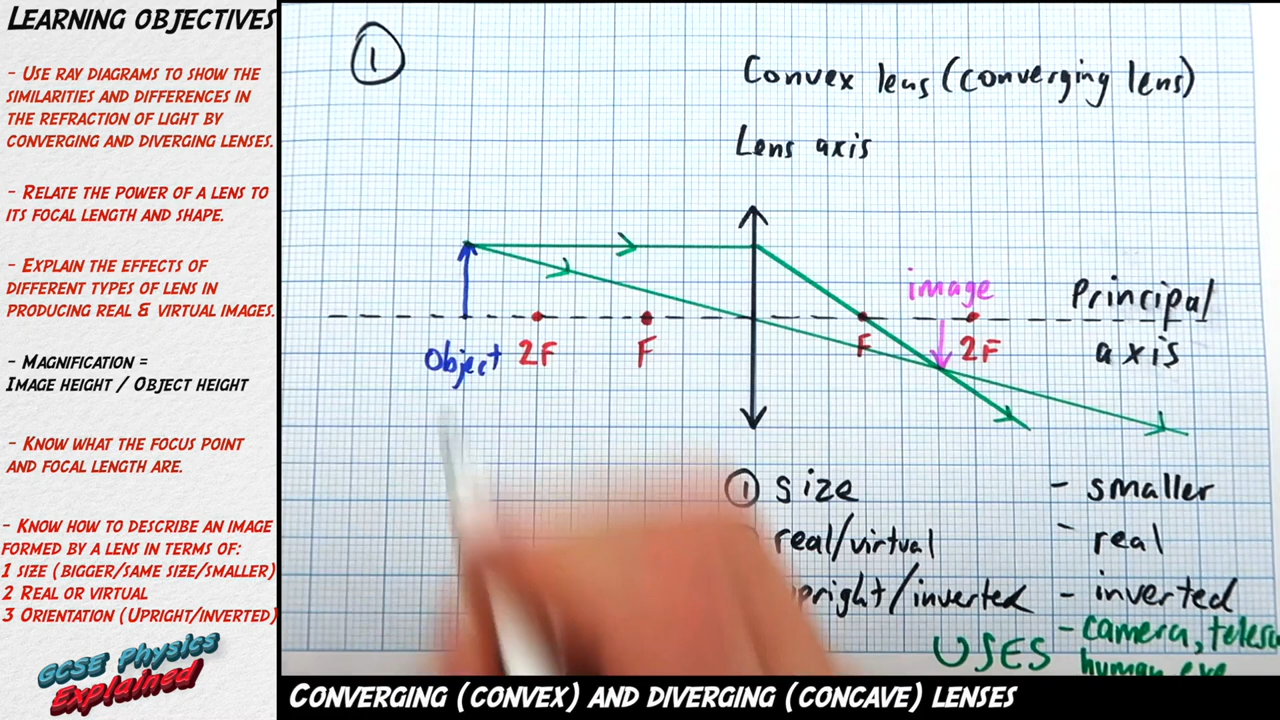 LEARNING OBJECTIVES
- USE RAY DIAGRAMS TO SHOW THE
SIMILARITIES AND DIFFERENCES IN
THE REFRACTION OF LIGHT BY
CONVERGING AND DIVERGING LENSES.
- RELATE THE POWER OF A LENS TO
ITS FOCAL LENGTH AND SHAPE.
- EXPLAIN THE EFFECTS OF
DIFFERENT TYPES OF LENS IN
PRODUCING REAL & VIRTUAL IMAGES.
- MAGNIFICATION =
IMAGE HEIGHT / OBJECT HEIGHT
- KNOW WHAT THE FOCUS POINT
AND FOCAL LENGTH ARE.
- KNOW HOW TO DESCRIBE AN IMAGE
FORMED BY A LENS IN TERMS OF:
1 SIZE (BIGGER/SAME SIZE/SMALLER)
2 REAL OR VIRTUAL
3 ORIENTATION (UPRIGHT/INVERTED)
GCSE Physics
Explained
1
Convex lens (converging lens)
Lens axis
image
Principal
axis
Object 2F F F 2F
1 size - smaller
real/virtual - real
upright/inverted - inverted
USES - camera,
human eye
CONVERGING (CONVEX) AND DIVERGING (CONCAVE) LENSES